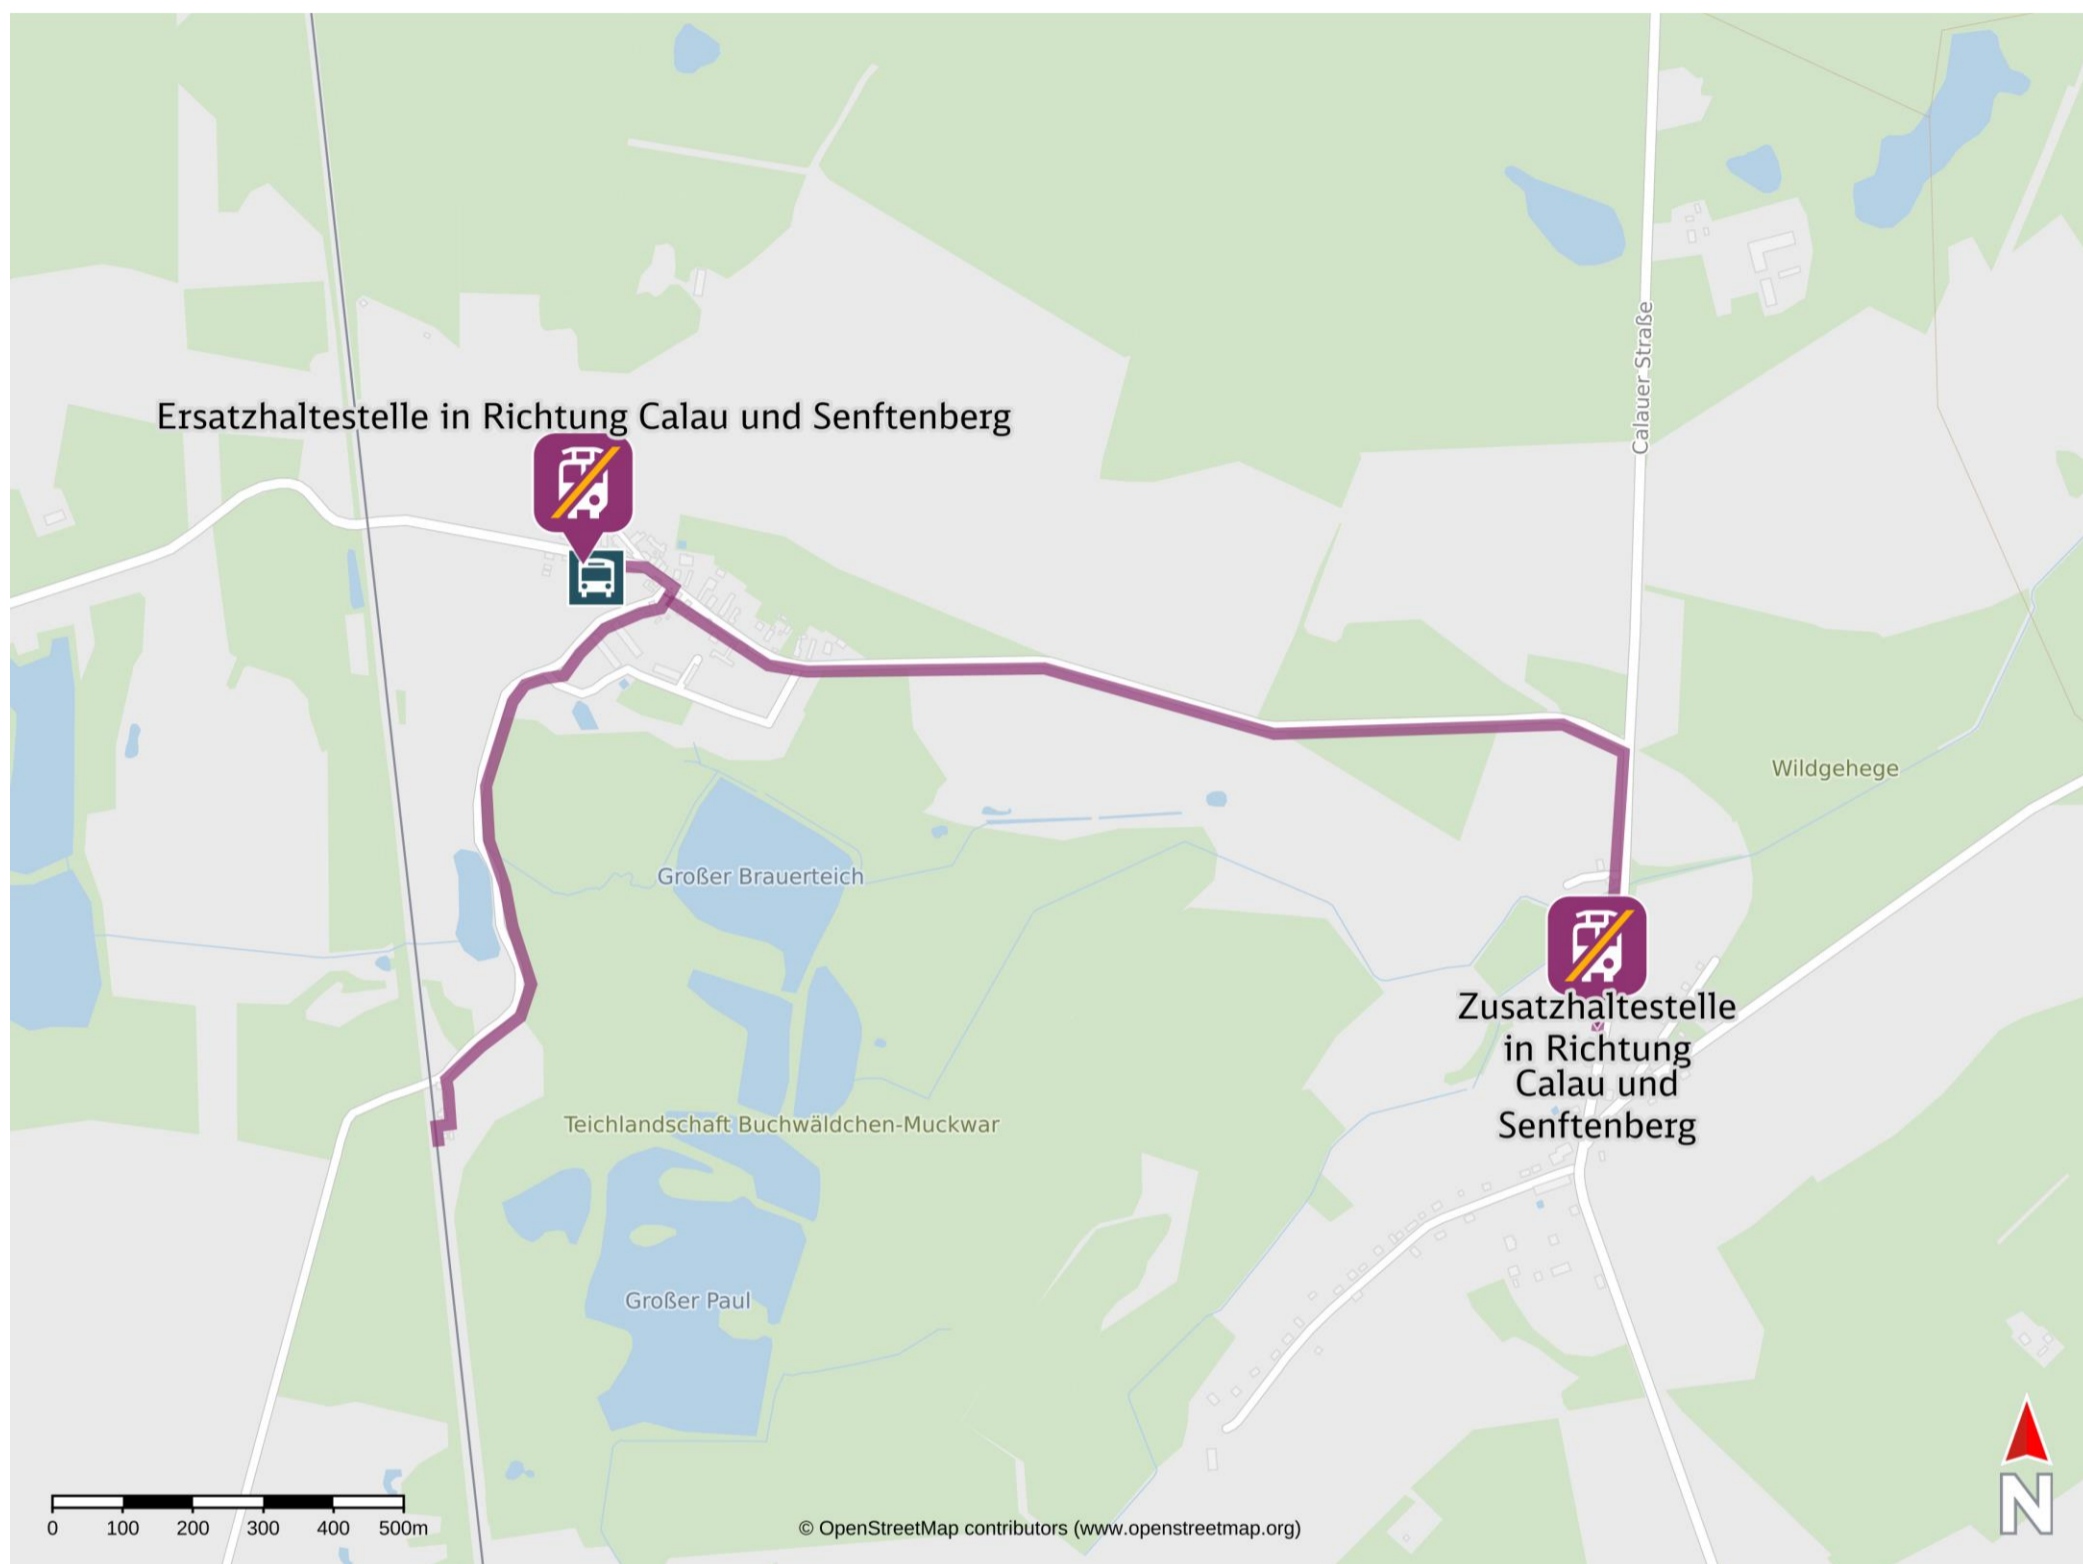 Calauer Straße
Ersatzhaltestelle in Richtung Calau und Senftenberg
Wildgehege
Großer Brauerteich
Zusatzhaltestelle
in Richtung
Calau und
Senftenberg
Teichlandschaft Buchwäldchen-Muckwar
Großer Paul
0 100 200 300 400 500m
© OpenStreetMap contributors (www.openstreetmap.org)
N